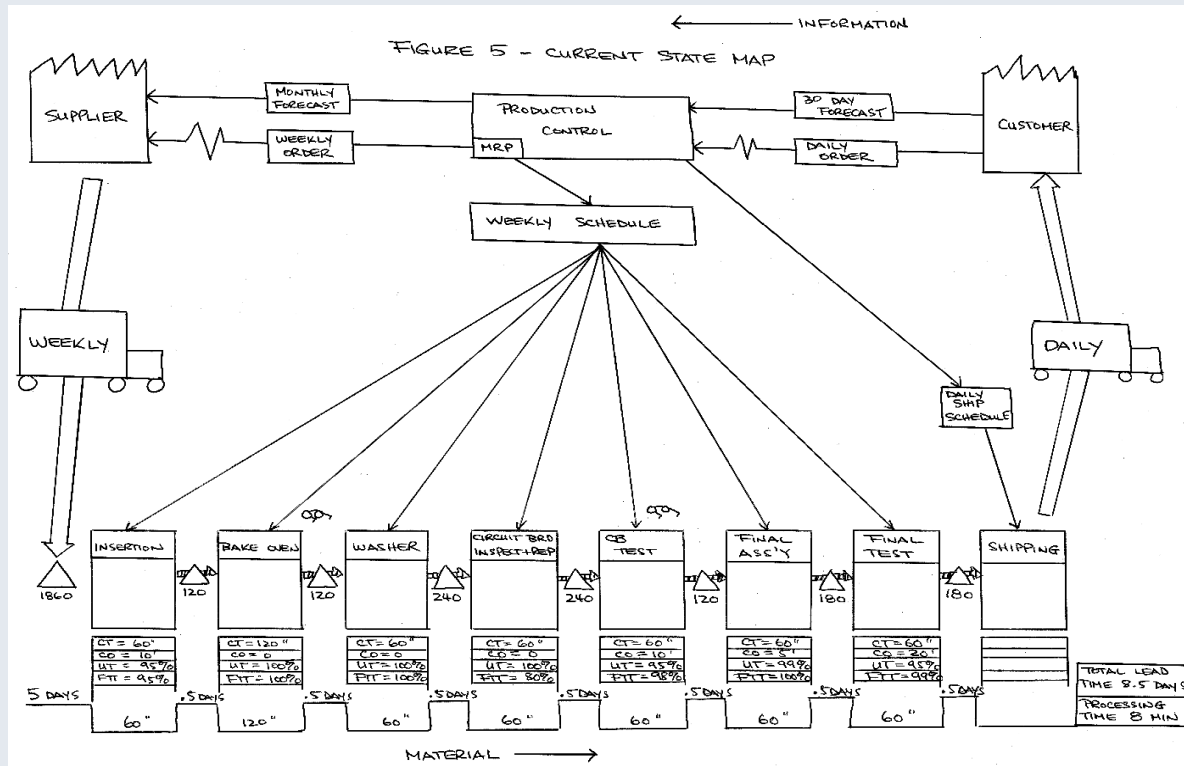 INFORMATION
FIGURE 5 - CURRENT STATE MAP
SUPPLIER
MONTHLY
FORECAST
WEEKLY
ORDER
PRODUCTION
CONTROL
MRP
30 DAY
FORECAST
DAILY
ORDER
CUSTOMER
WEEKLY SCHEDULE
WEEKLY
DAILY
DAILY
SHIP
SCHEDULE
INSERTION
BAKE OVEN
WASHER
CIRCUIT BRD
INSPECT+REP
CB
TEST
FINAL
ASS'Y
FINAL
TEST
SHIPPING
1860
120
120
240
240
120
180
180
CT=60"
CO=10'
UT=95%
FTT=95%
CT=120"
CO=0
UT=100%
FTT=100%
CT=60"
CO=0
UT=100%
FTT=100%
CT=60"
CO=0
UT=100%
FTT=80%
CT=60"
CO=10'
UT=95%
FTT=98%
CT=60"
CO=5'
UT=99%
FTT=100%
CT=60"
CO=20'
UT=95%
FTT=99%
5 DAYS
.5 DAYS
.5 DAYS
.5 DAYS
.5 DAYS
.5 DAYS
.5 DAYS
.5 DAYS
60"
120"
60"
60"
60"
60"
60"
TOTAL LEAD
TIME 8.5 DAYS
PROCESSING
TIME 8 MIN
MATERIAL